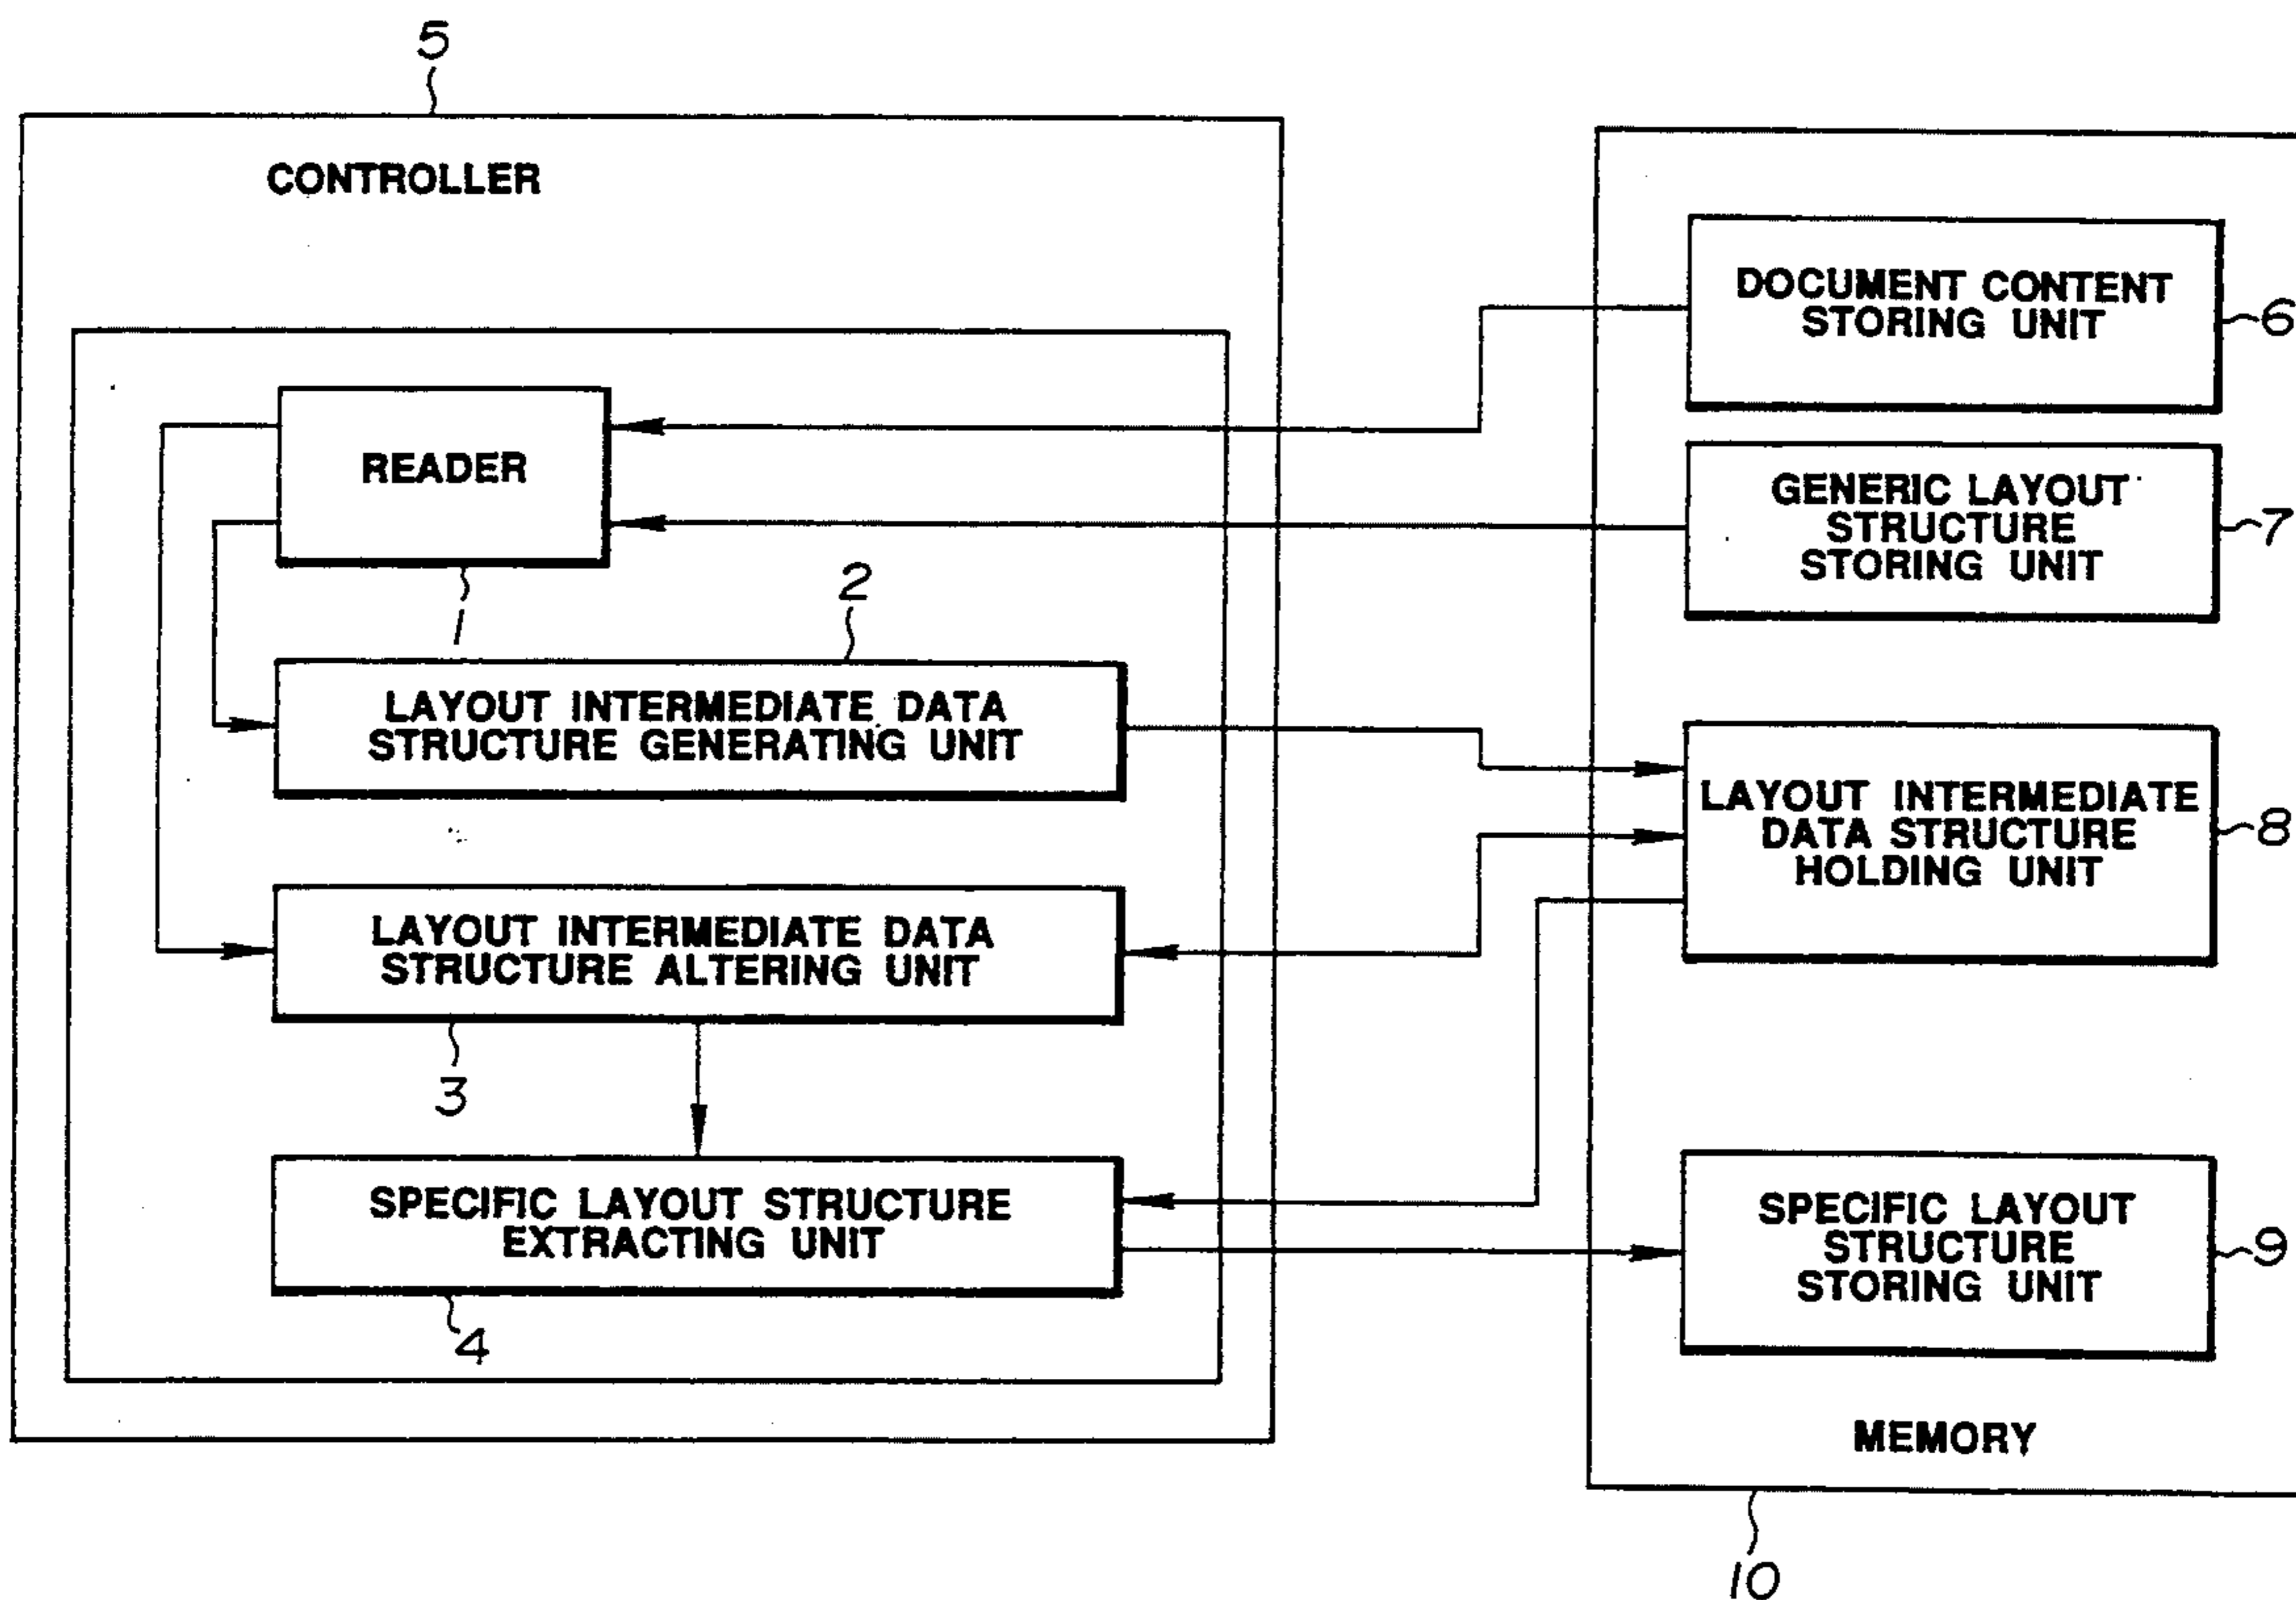 5
CONTROLLER
DOCUMENT CONTENT
STORING UNIT
6
READER
1
GENERIC LAYOUT
STRUCTURE
STORING UNIT
7
2
LAYOUT INTERMEDIATE DATA
STRUCTURE GENERATING UNIT
LAYOUT INTERMEDIATE
DATA STRUCTURE
HOLDING UNIT
8
LAYOUT INTERMEDIATE DATA
STRUCTURE ALTERING UNIT
3
SPECIFIC LAYOUT STRUCTURE
EXTRACTING UNIT
4
SPECIFIC LAYOUT
STRUCTURE
STORING UNIT
9
MEMORY
10